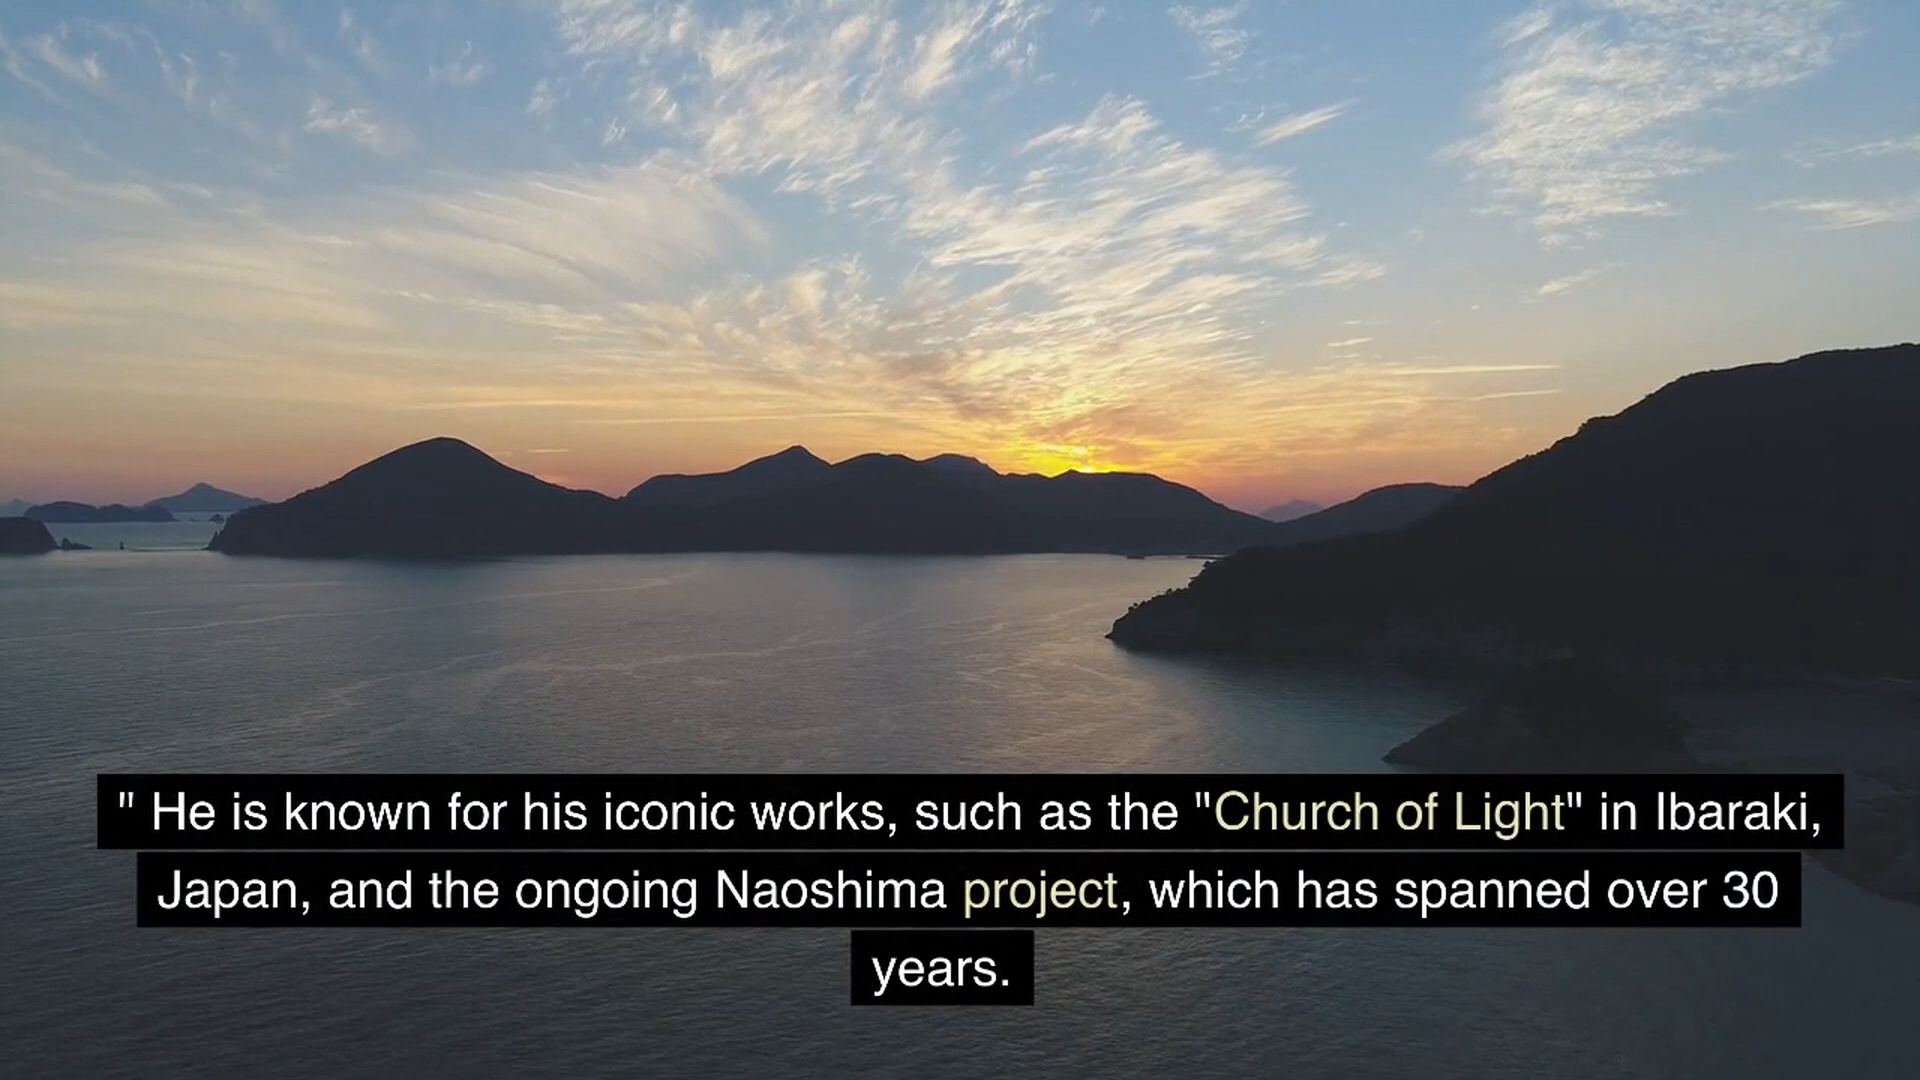 " He is known for his iconic works, such as the "Church of Light" in Ibaraki,
Japan, and the ongoing Naoshima project, which has spanned over 30
years.